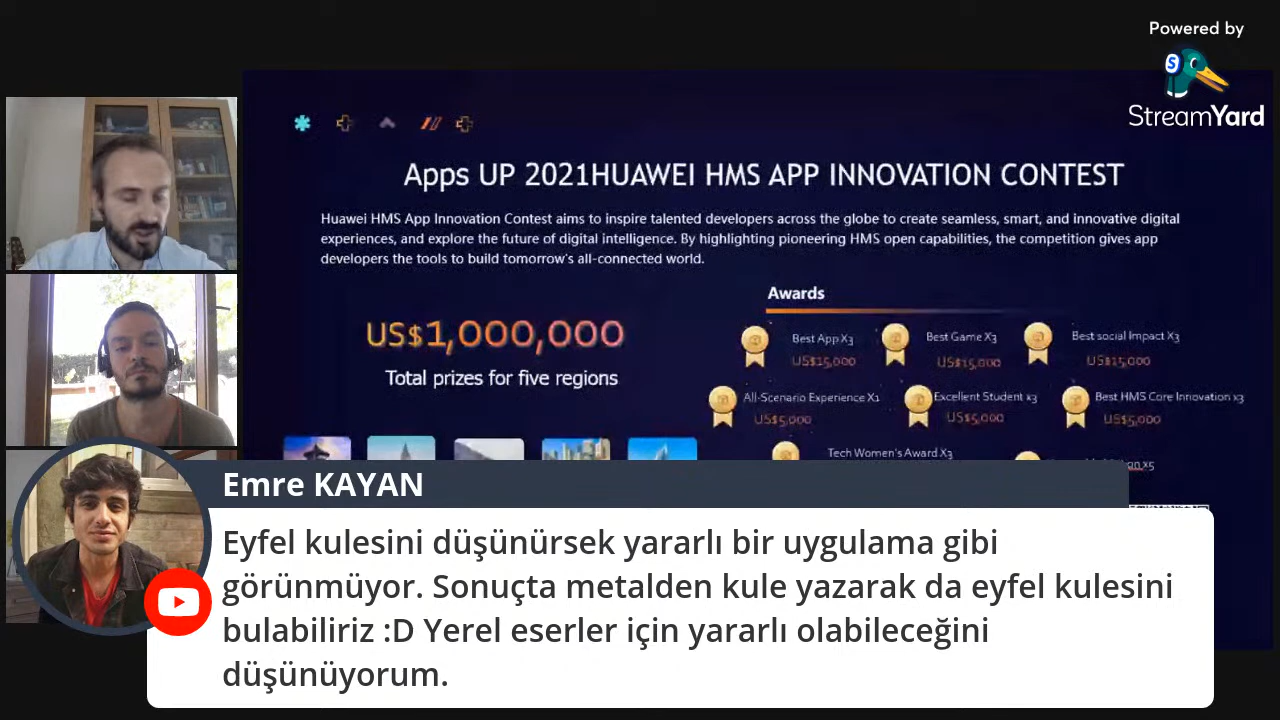 Powered by
S
StreamYard
Apps UP 2021HUAWEI HMS APP INNOVATION CONTEST
Huawei HMS App Innovation Contest aims to inspire talented developers across the globe to create seamless, smart, and innovative digital
experiences, and explore the future of digital intelligence. By highlighting pioneering HMS open capabilities, the competition gives app
developers the tools to build tomorrow's all-connected world.
Awards
US$1,000,000
Total prizes for five regions
Best App X3
US$15,000
Best Game X3
US$15,000
Best social Impact X3
US$15,000
All-Scenario Experience X1
US$5,000
Excellent Student x3
US$5,000
Best HMS Core Innovation x3
US$5,000
Tech Women's Award X3
x5
Emre KAYAN
Eyfel kulesini düşünürsek yararlı bir uygulama gibi
görünmüyor. Sonuçta metalden kule yazarak da eyfel kulesini
bulabiliriz :D Yerel eserler için yararlı olabileceğini
düşünüyorum.